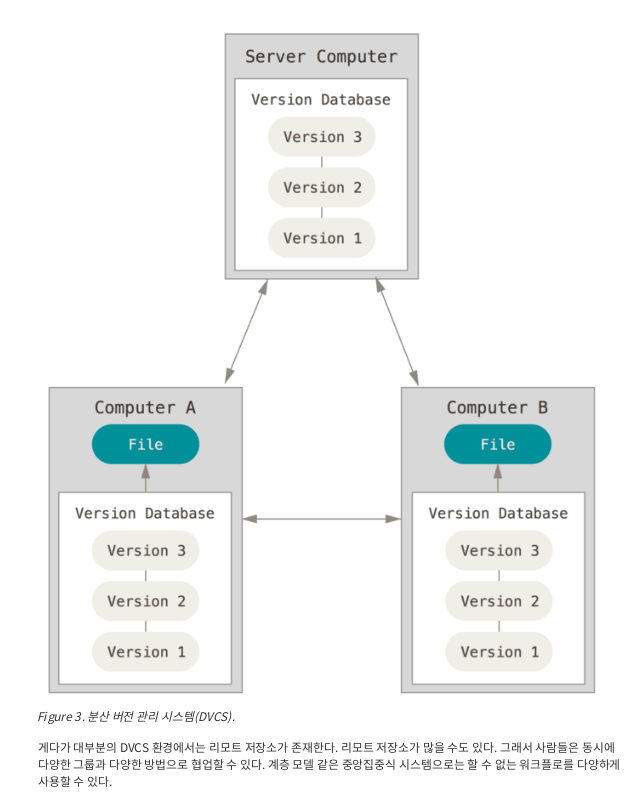 Server Computer
Version Database
Version 3
Version 2
Version 1
Computer A
File
Version Database
Version 3
Version 2
Version 1
Computer B
File
Version Database
Version 3
Version 2
Version 1
Figure 3. 분산 버전 관리 시스템(DVCS).
게다가 대부분의 DVCS 환경에서는 리모트 저장소가 존재한다. 리모트 저장소가 많을 수도 있다. 그래서 사람들은 동시에
다양한 그룹과 다양한 방법으로 협업할 수 있다. 계층 모델 같은 중앙집중식 시스템으로는 할 수 없는 워크플로를 다양하게
사용할 수 있다.